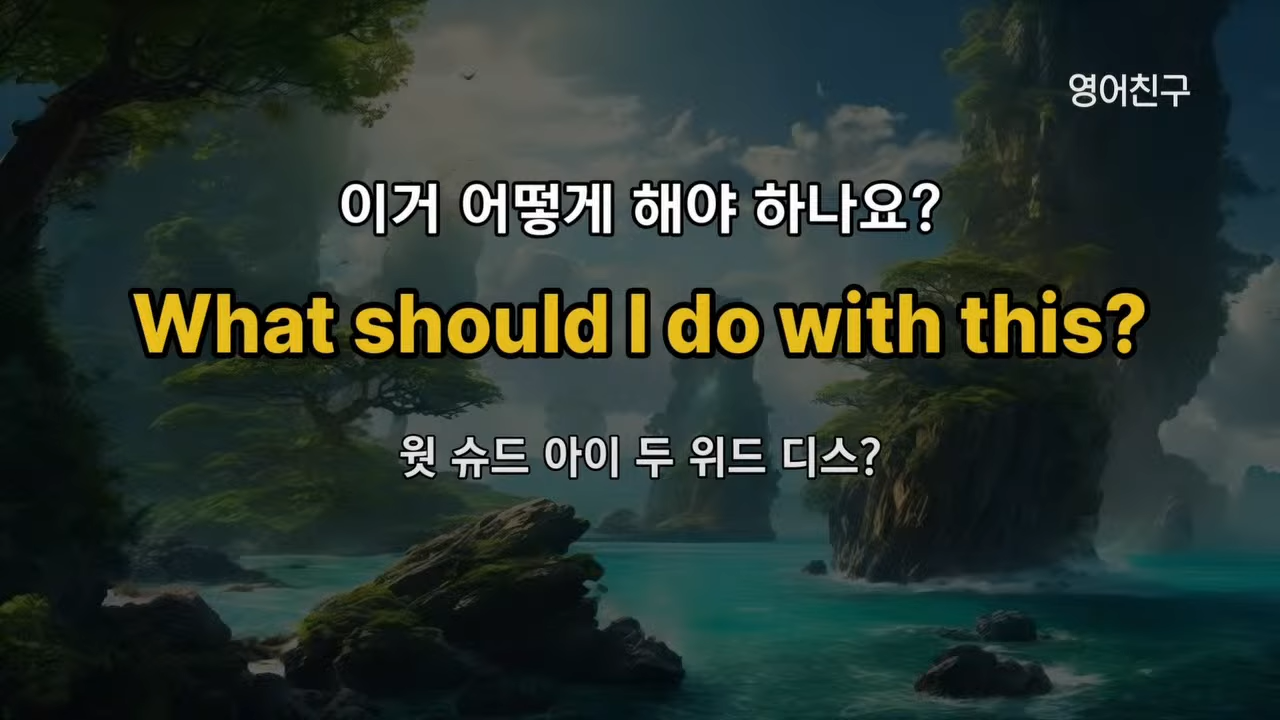 영어친구
이거 어떻게 해야 하나요?
What should I do with this?
윗 슈드 아이 두 위드 디스?